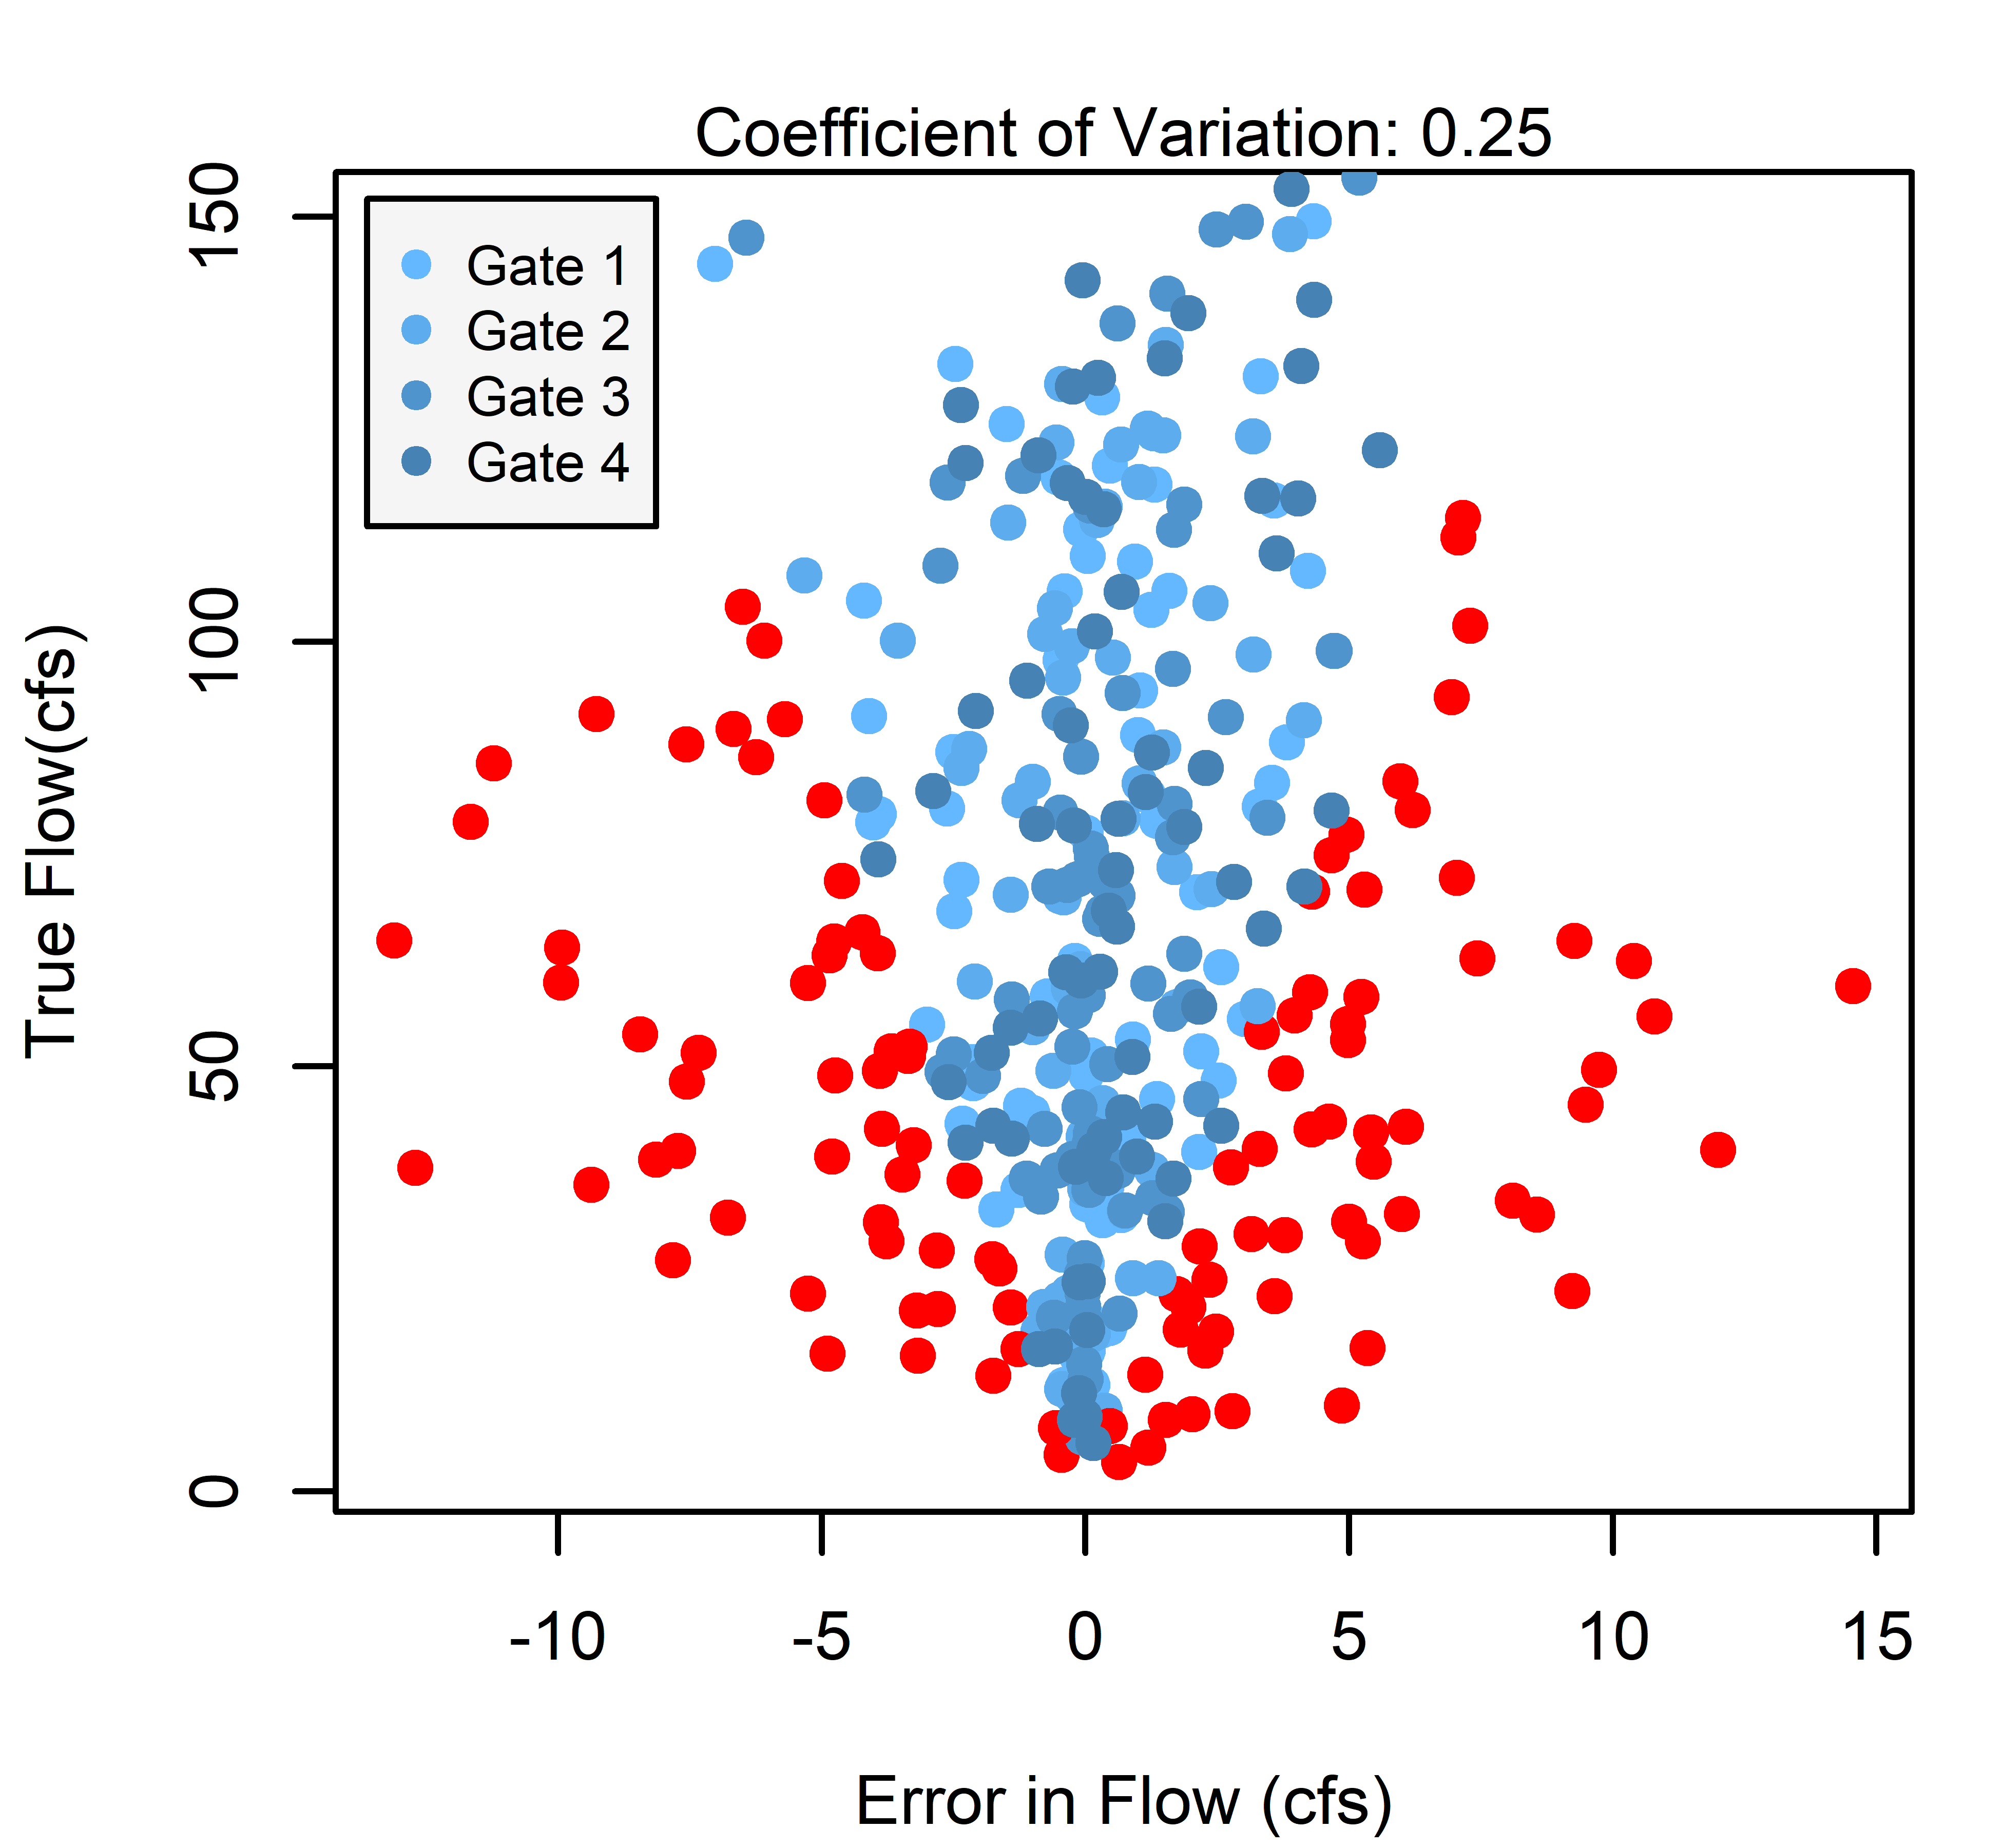 Coefficient of Variation: 0.25
Gate 1
Gate 2
Gate 3
Gate 4
True Flow(cfs)
150
100
50
0
-10 -5 0 5 10 15
Error in Flow (cfs)